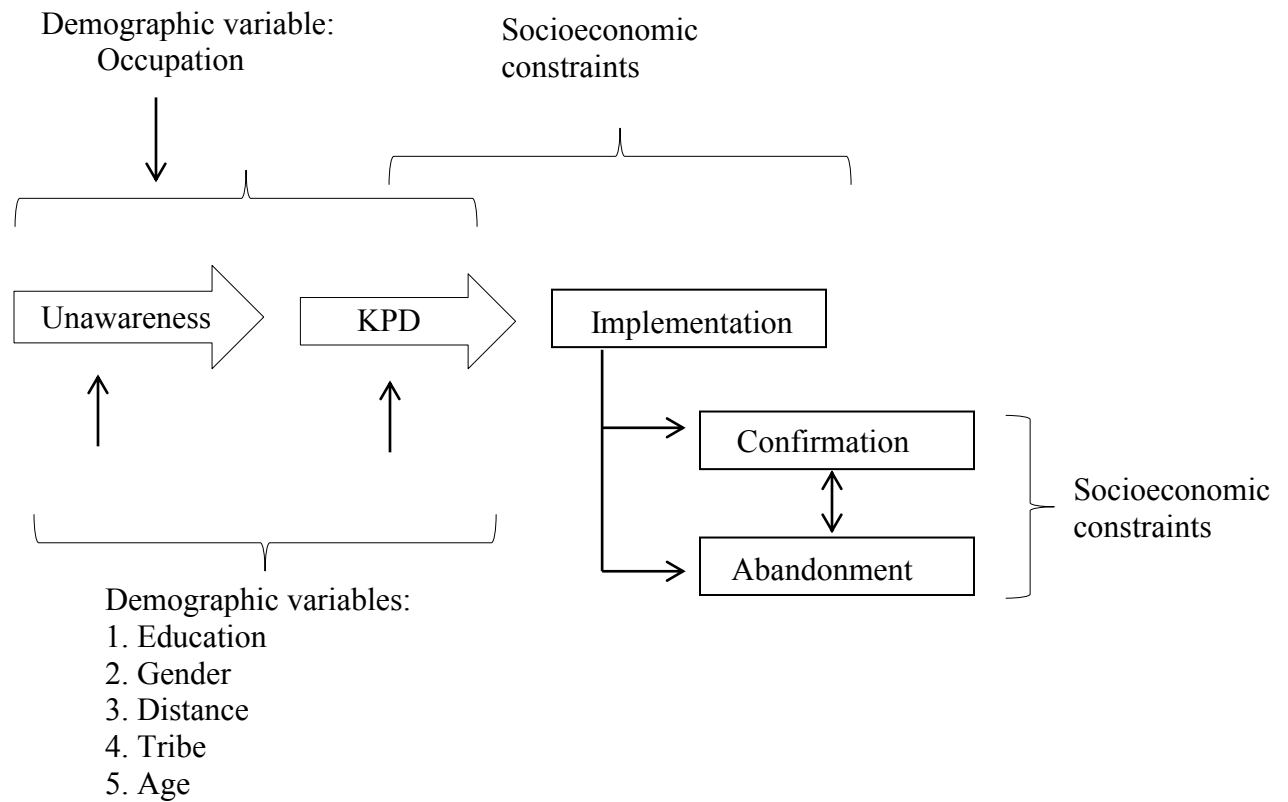 Demographic variable:
Occupation
Socioeconomic
constraints
Unawareness
KPD
Implementation
Confirmation
Abandonment
Socioeconomic
constraints
Demographic variables:
1. Education
2. Gender
3. Distance
4. Tribe
5. Age